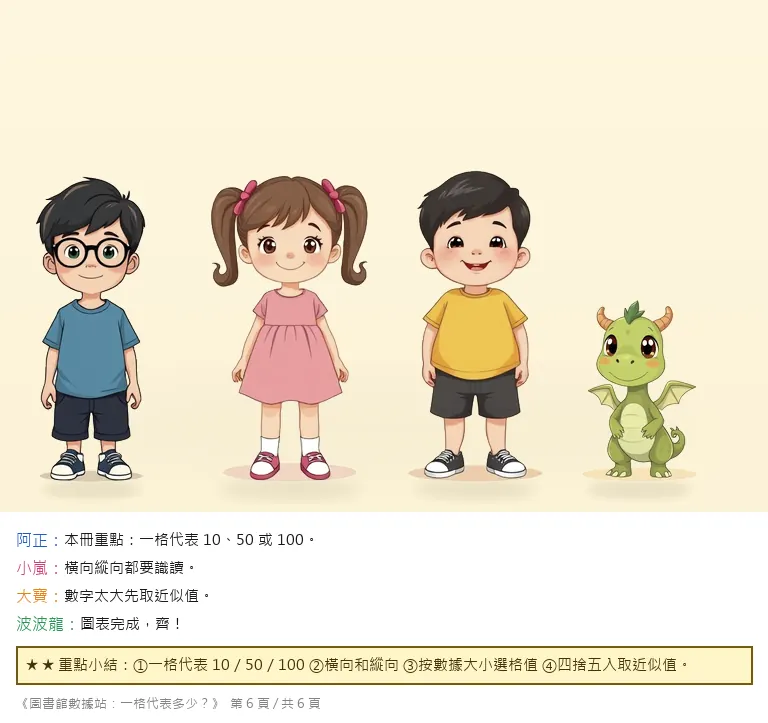 阿正：本冊重點：一格代表 10、50 或 100。
小嵐：橫向縱向都要識讀。
大寶：數字太大先取近似值。
波波龍：圖表完成，齊！
★★ 重點小結：①一格代表 10 / 50 / 100 ②橫向和縱向 ③按數據大小選格值 ④四捨五入取近似值。
《圖書館數據站：一格代表多少？》 第 6 頁 / 共 6 頁